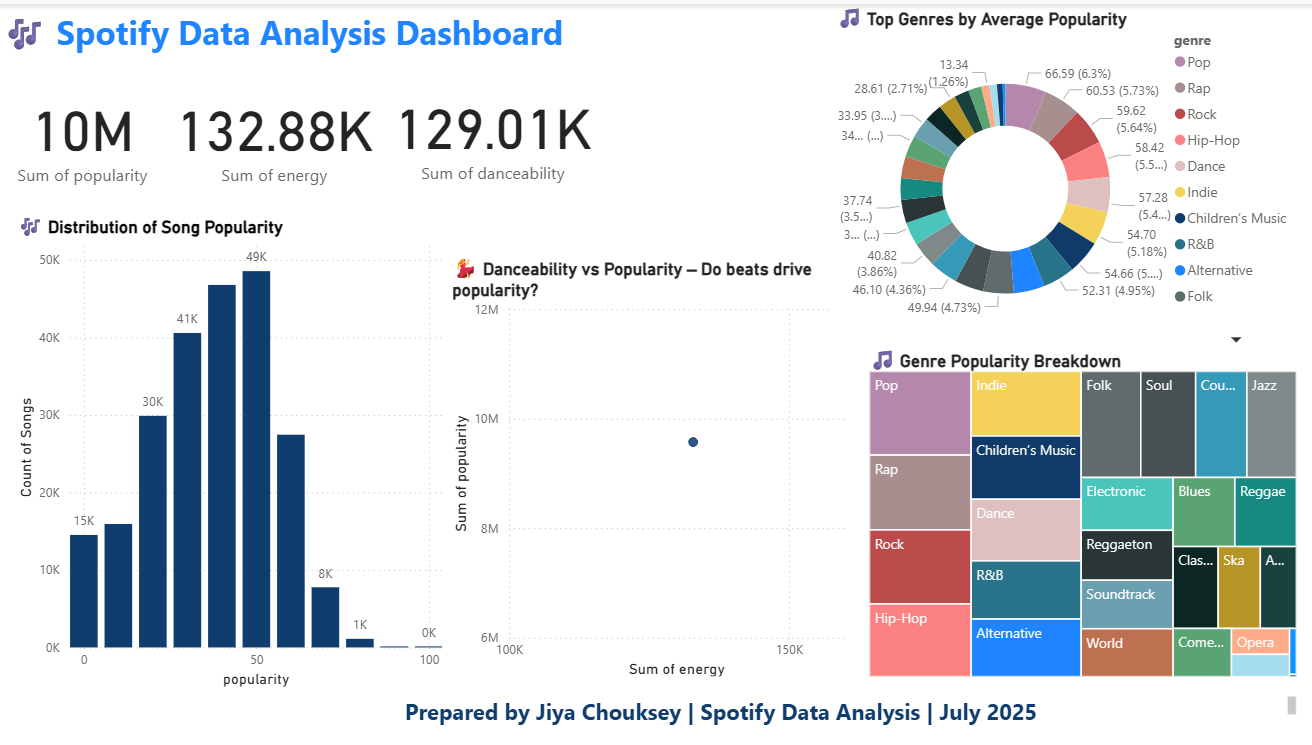 Spotify Data Analysis Dashboard
10M
Sum of popularity
132.88K
Sum of energy
129.01K
Sum of danceability
Distribution of Song Popularity
Count of Songs
50K
40K
30K
20K
10K
0K
15K
30K
41K
49K
8K
1K
0K
0
50
100
popularity
Danceability vs Popularity – Do beats drive
popularity?
Sum of popularity
12M
10M
8M
6M
100K
150K
Sum of energy
Top Genres by Average Popularity
13.34
(1.26%)
28.61 (2.71%)
33.95 (3....)
34... (...)
37.74
(3.5...)
3... (...)
40.82
(3.86%)
46.10 (4.36%)
49.94 (4.73%)
66.59 (6.3%)
60.53 (5.73%)
59.62
(5.64%)
58.42
(5.5...)
57.28
(5.4...)
54.70
(5.18%)
54.66 (5....)
52.31 (4.95%)
genre
Pop
Rap
Rock
Hip-Hop
Dance
Indie
Children's Music
R&B
Alternative
Folk
Genre Popularity Breakdown
Pop
Rap
Rock
Hip-Hop
Indie
Children's Music
Dance
R&B
Alternative
Folk
Soul
Cou...
Jazz
Electronic
Reggaeton
Soundtrack
World
Blues
Reggae
Clas...
Ska
A...
Come...
Opera
Prepared by Jiya Chouksey | Spotify Data Analysis | July 2025